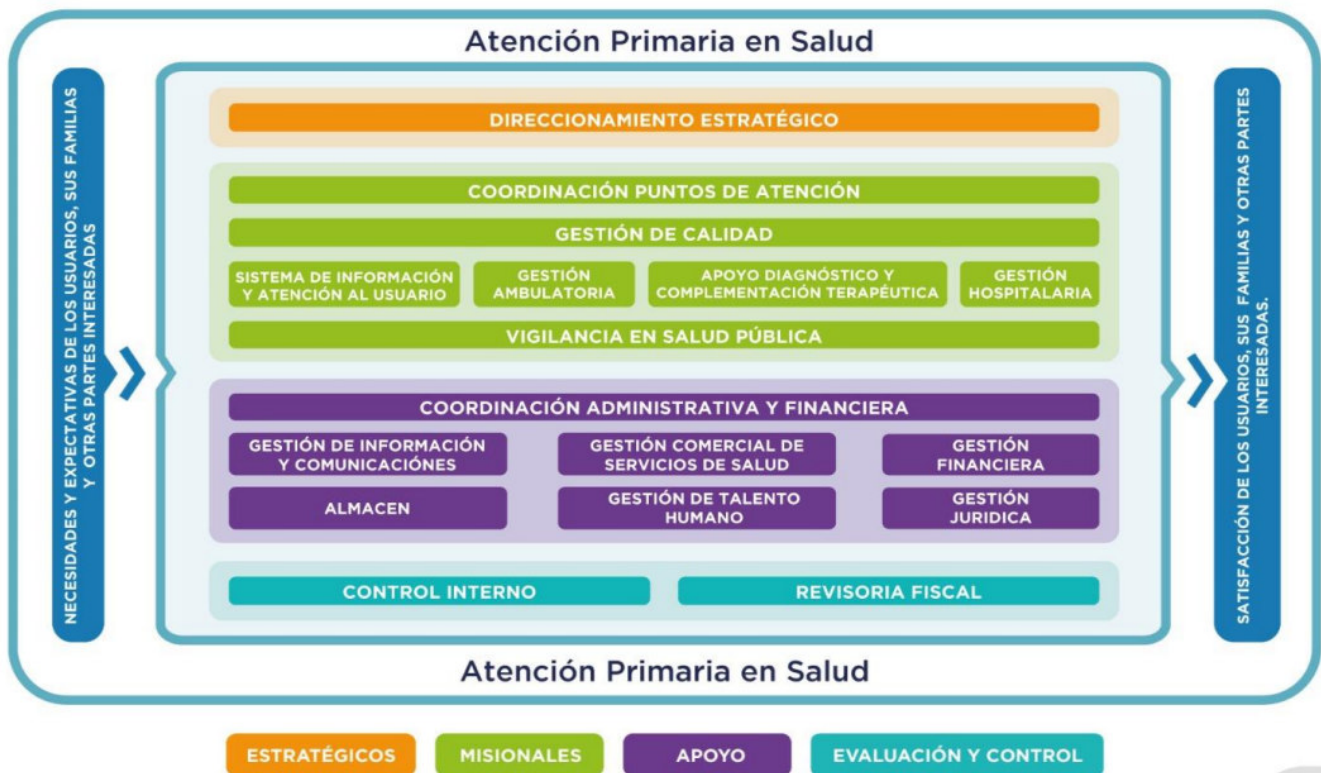 Atención Primaria en Salud
NECESIDADES Y EXPECTATIVAS DE LOS USUARIOS, SUS FAMILIAS
Y OTRAS PARTES INTERESADAS
DIRECCIONAMIENTO ESTRATÉGICO
COORDINACIÓN PUNTOS DE ATENCIÓN
GESTIÓN DE CALIDAD
SISTEMA DE INFORMACIÓN
Y ATENCIÓN AL USUARIO
GESTIÓN
AMBULATORIA
APOYO DIAGNÓSTICO Y
COMPLEMENTACIÓN TERAPÉUTICA
GESTIÓN
HOSPITALARIA
VIGILANCIA EN SALUD PÚBLICA
COORDINACIÓN ADMINISTRATIVA Y FINANCIERA
GESTIÓN DE INFORMACIÓN
Y COMUNICACIÓNES
GESTIÓN COMERCIAL DE
SERVICIOS DE SALUD
GESTIÓN
FINANCIERA
ALMACEN
GESTIÓN DE TALENTO
HUMANO
GESTIÓN
JURIDICA
CONTROL INTERNO
REVISORIA FISCAL
SATISFACCIÓN DE LOS USUARIOS, SUS FAMILIAS Y OTRAS PARTES
INTERESADAS.
Atención Primaria en Salud
ESTRATÉGICOS
MISIONALES
APOYO
EVALUACIÓN Y CONTROL